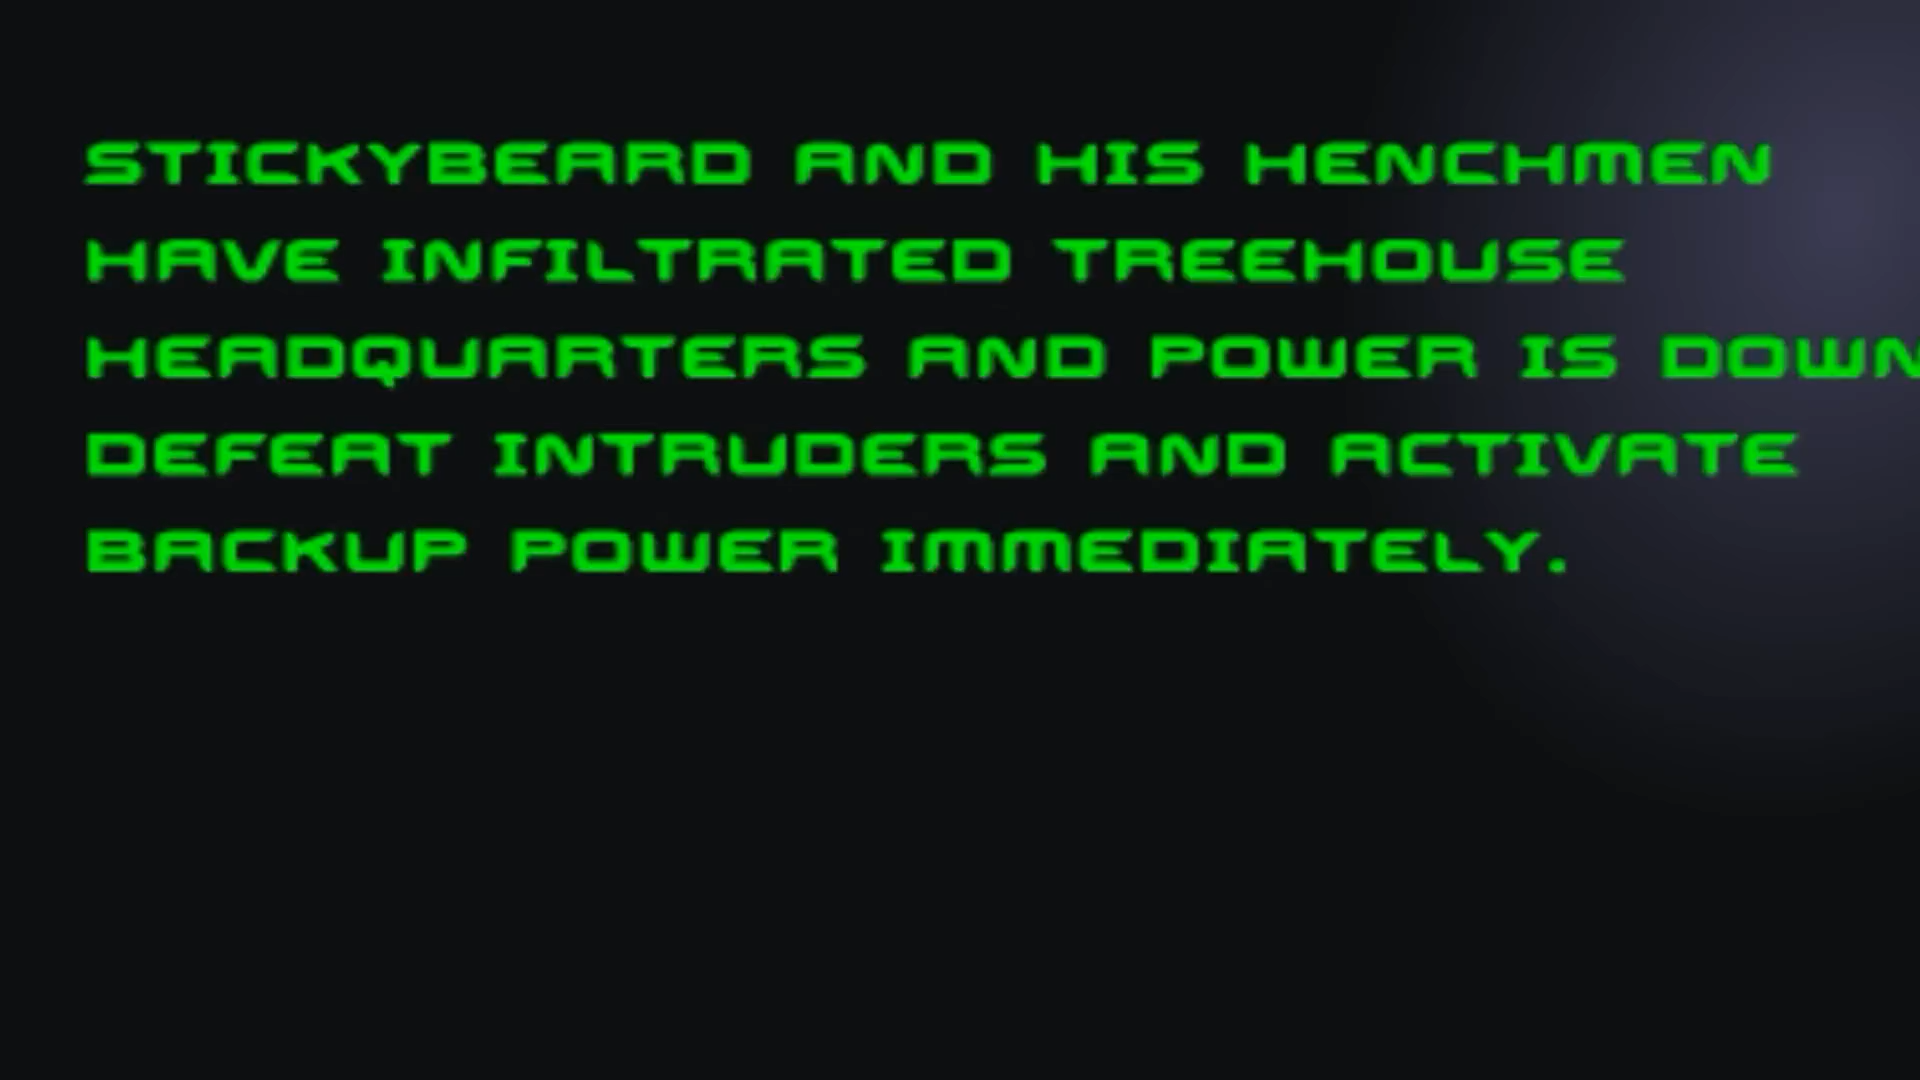 STICKYBEARD AND HIS HENCHMEN
HAVE INFILTRATED TREEHOUSE
HEADQUARTERS AND POWER IS DOWN
DEFEAT INTRUDERS AND ACTIVATE
BACKUP POWER IMMEDIATELY.